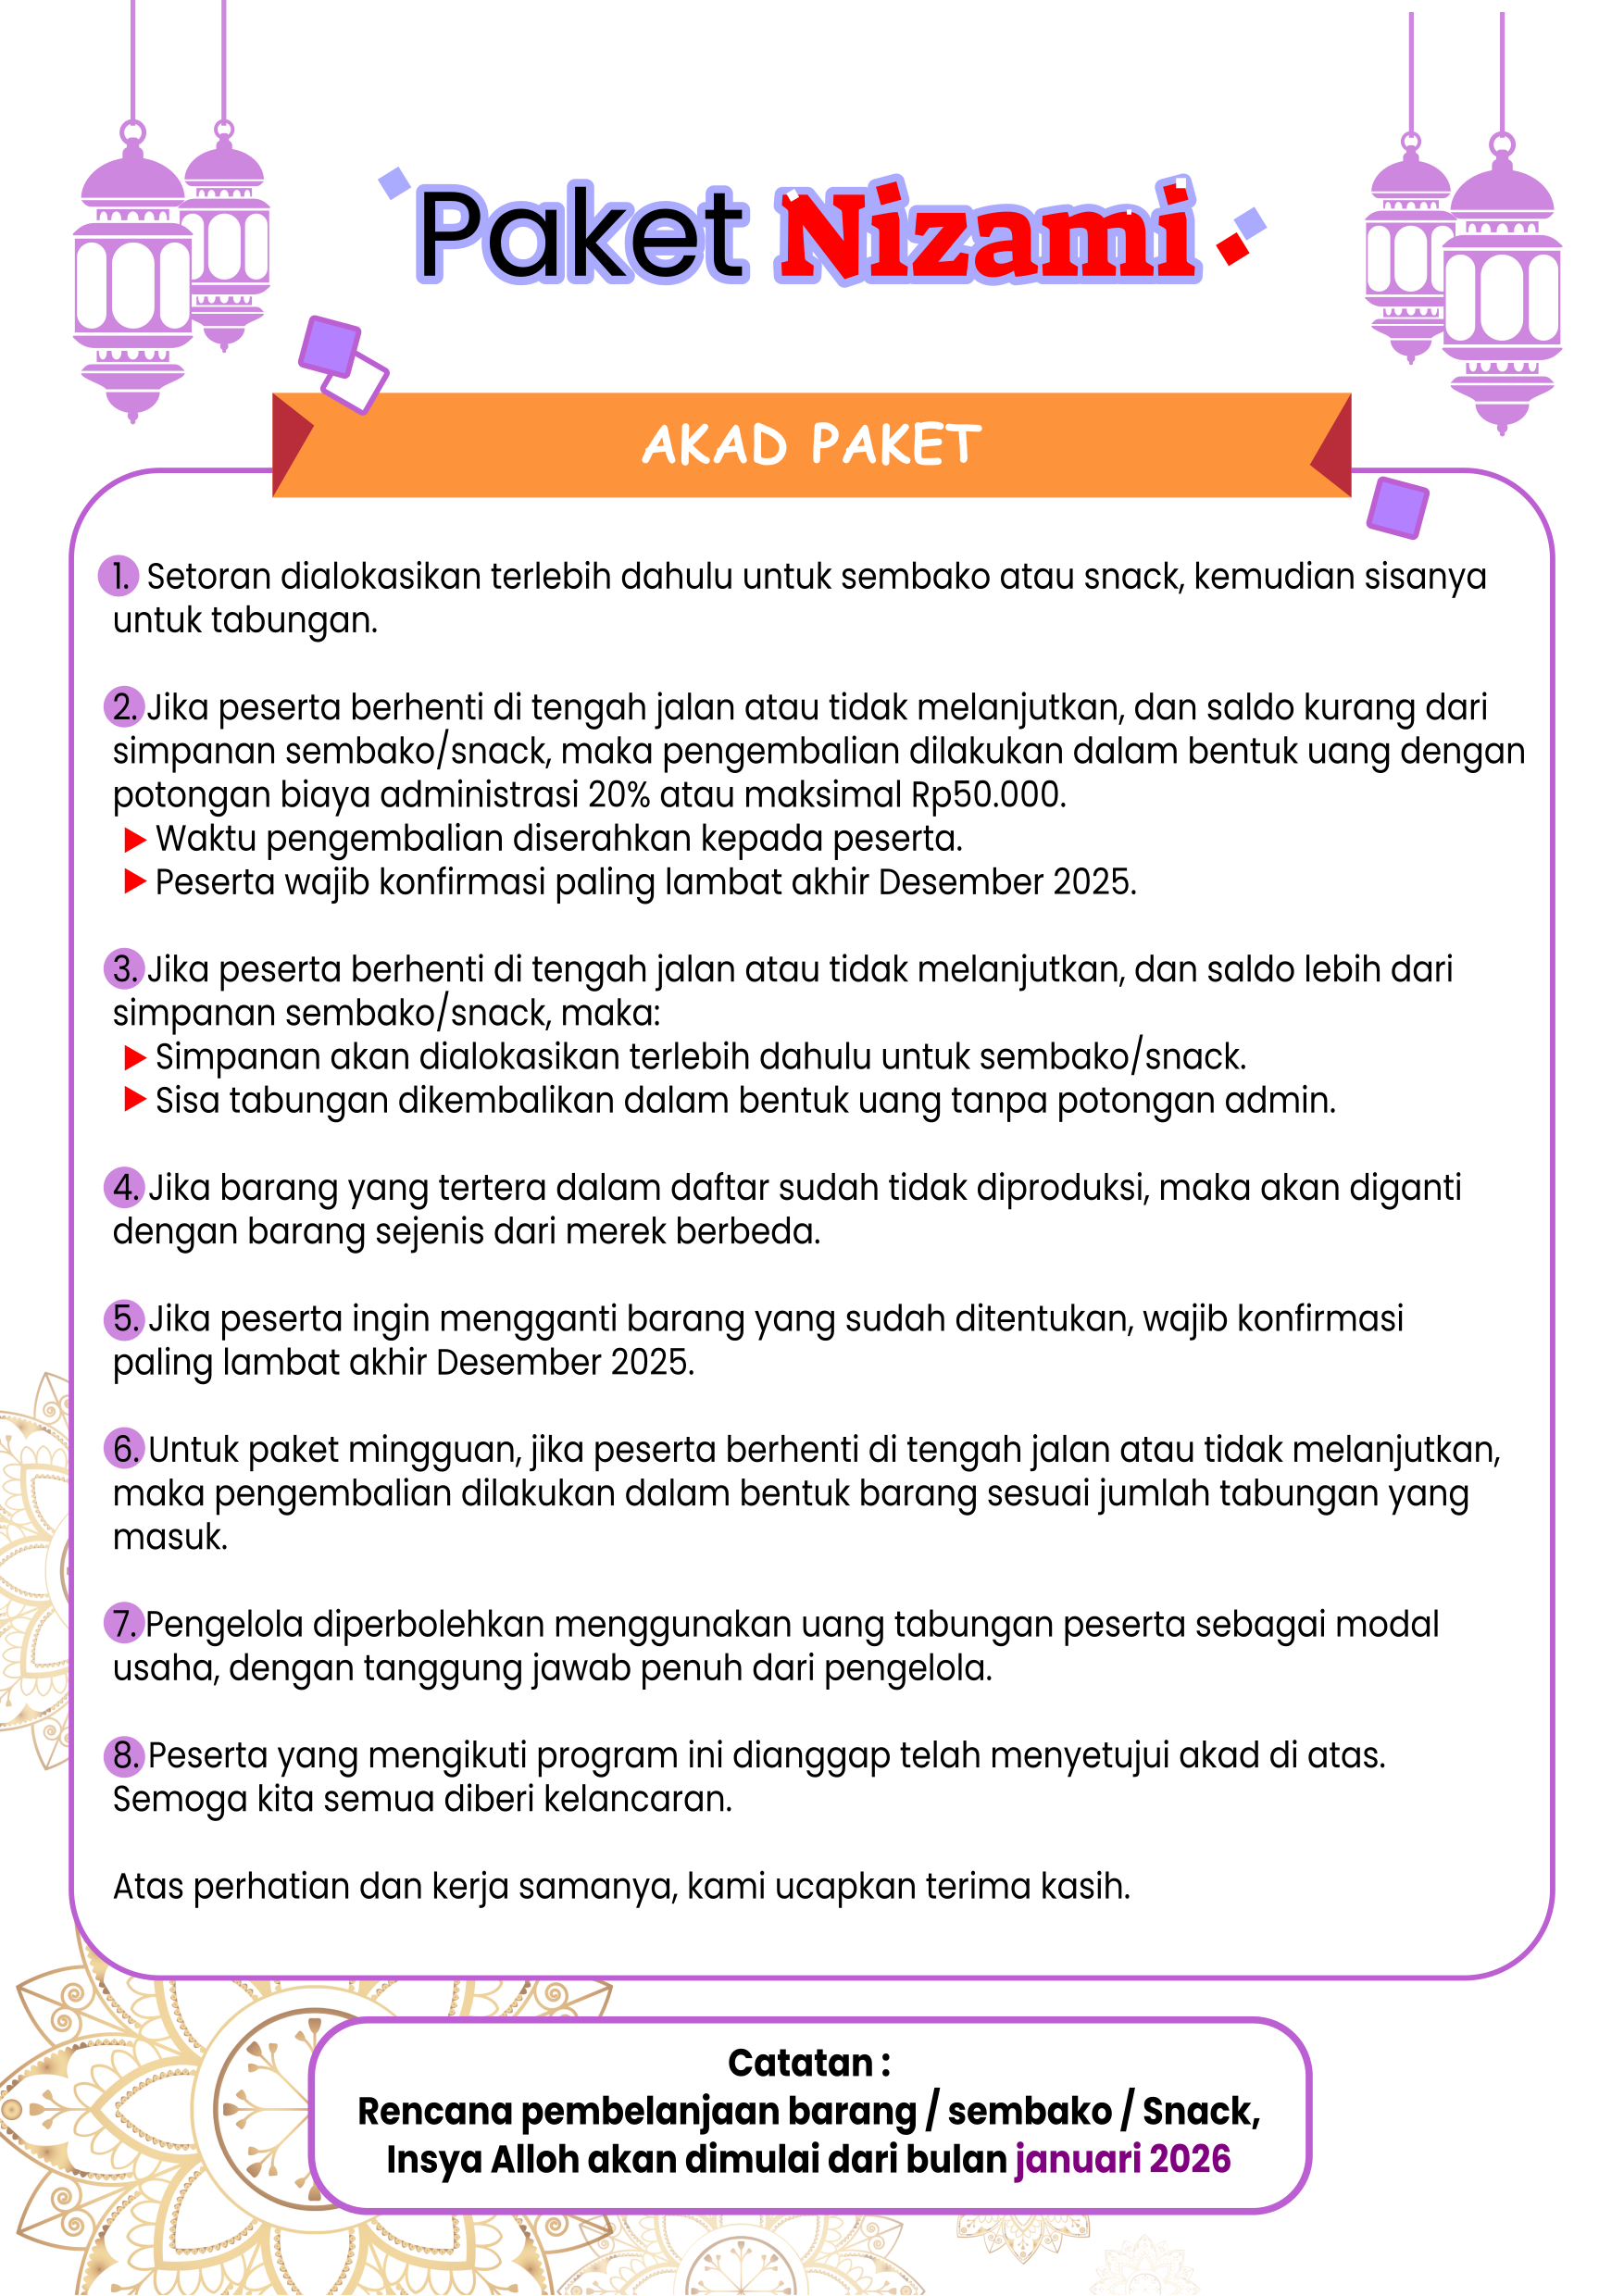 Paket Nizami
AKAD PAKET
1. Setoran dialokasikan terlebih dahulu untuk sembako atau snack, kemudian sisanya
untuk tabungan.
2. Jika peserta berhenti di tengah jalan atau tidak melanjutkan, dan saldo kurang dari
simpanan sembako/snack, maka pengembalian dilakukan dalam bentuk uang dengan
potongan biaya administrasi 20% atau maksimal Rp50.000.
Waktu pengembalian diserahkan kepada peserta.
Peserta wajib konfirmasi paling lambat akhir Desember 2025.
3. Jika peserta berhenti di tengah jalan atau tidak melanjutkan, dan saldo lebih dari
simpanan sembako/snack, maka:
Simpanan akan dialokasikan terlebih dahulu untuk sembako/snack.
Sisa tabungan dikembalikan dalam bentuk uang tanpa potongan admin.
4. Jika barang yang tertera dalam daftar sudah tidak diproduksi, maka akan diganti
dengan barang sejenis dari merek berbeda.
5. Jika peserta ingin mengganti barang yang sudah ditentukan, wajib konfirmasi
paling lambat akhir Desember 2025.
6. Untuk paket mingguan, jika peserta berhenti di tengah jalan atau tidak melanjutkan,
maka pengembalian dilakukan dalam bentuk barang sesuai jumlah tabungan yang
masuk.
7. Pengelola diperbolehkan menggunakan uang tabungan peserta sebagai modal
usaha, dengan tanggung jawab penuh dari pengelola.
8. Peserta yang mengikuti program ini dianggap telah menyetujui akad di atas.
Semoga kita semua diberi kelancaran.
Atas perhatian dan kerja samanya, kami ucapkan terima kasih.
Catatan :
Rencana pembelanjaan barang / sembako / Snack,
Insya Alloh akan dimulai dari bulan januari 2026